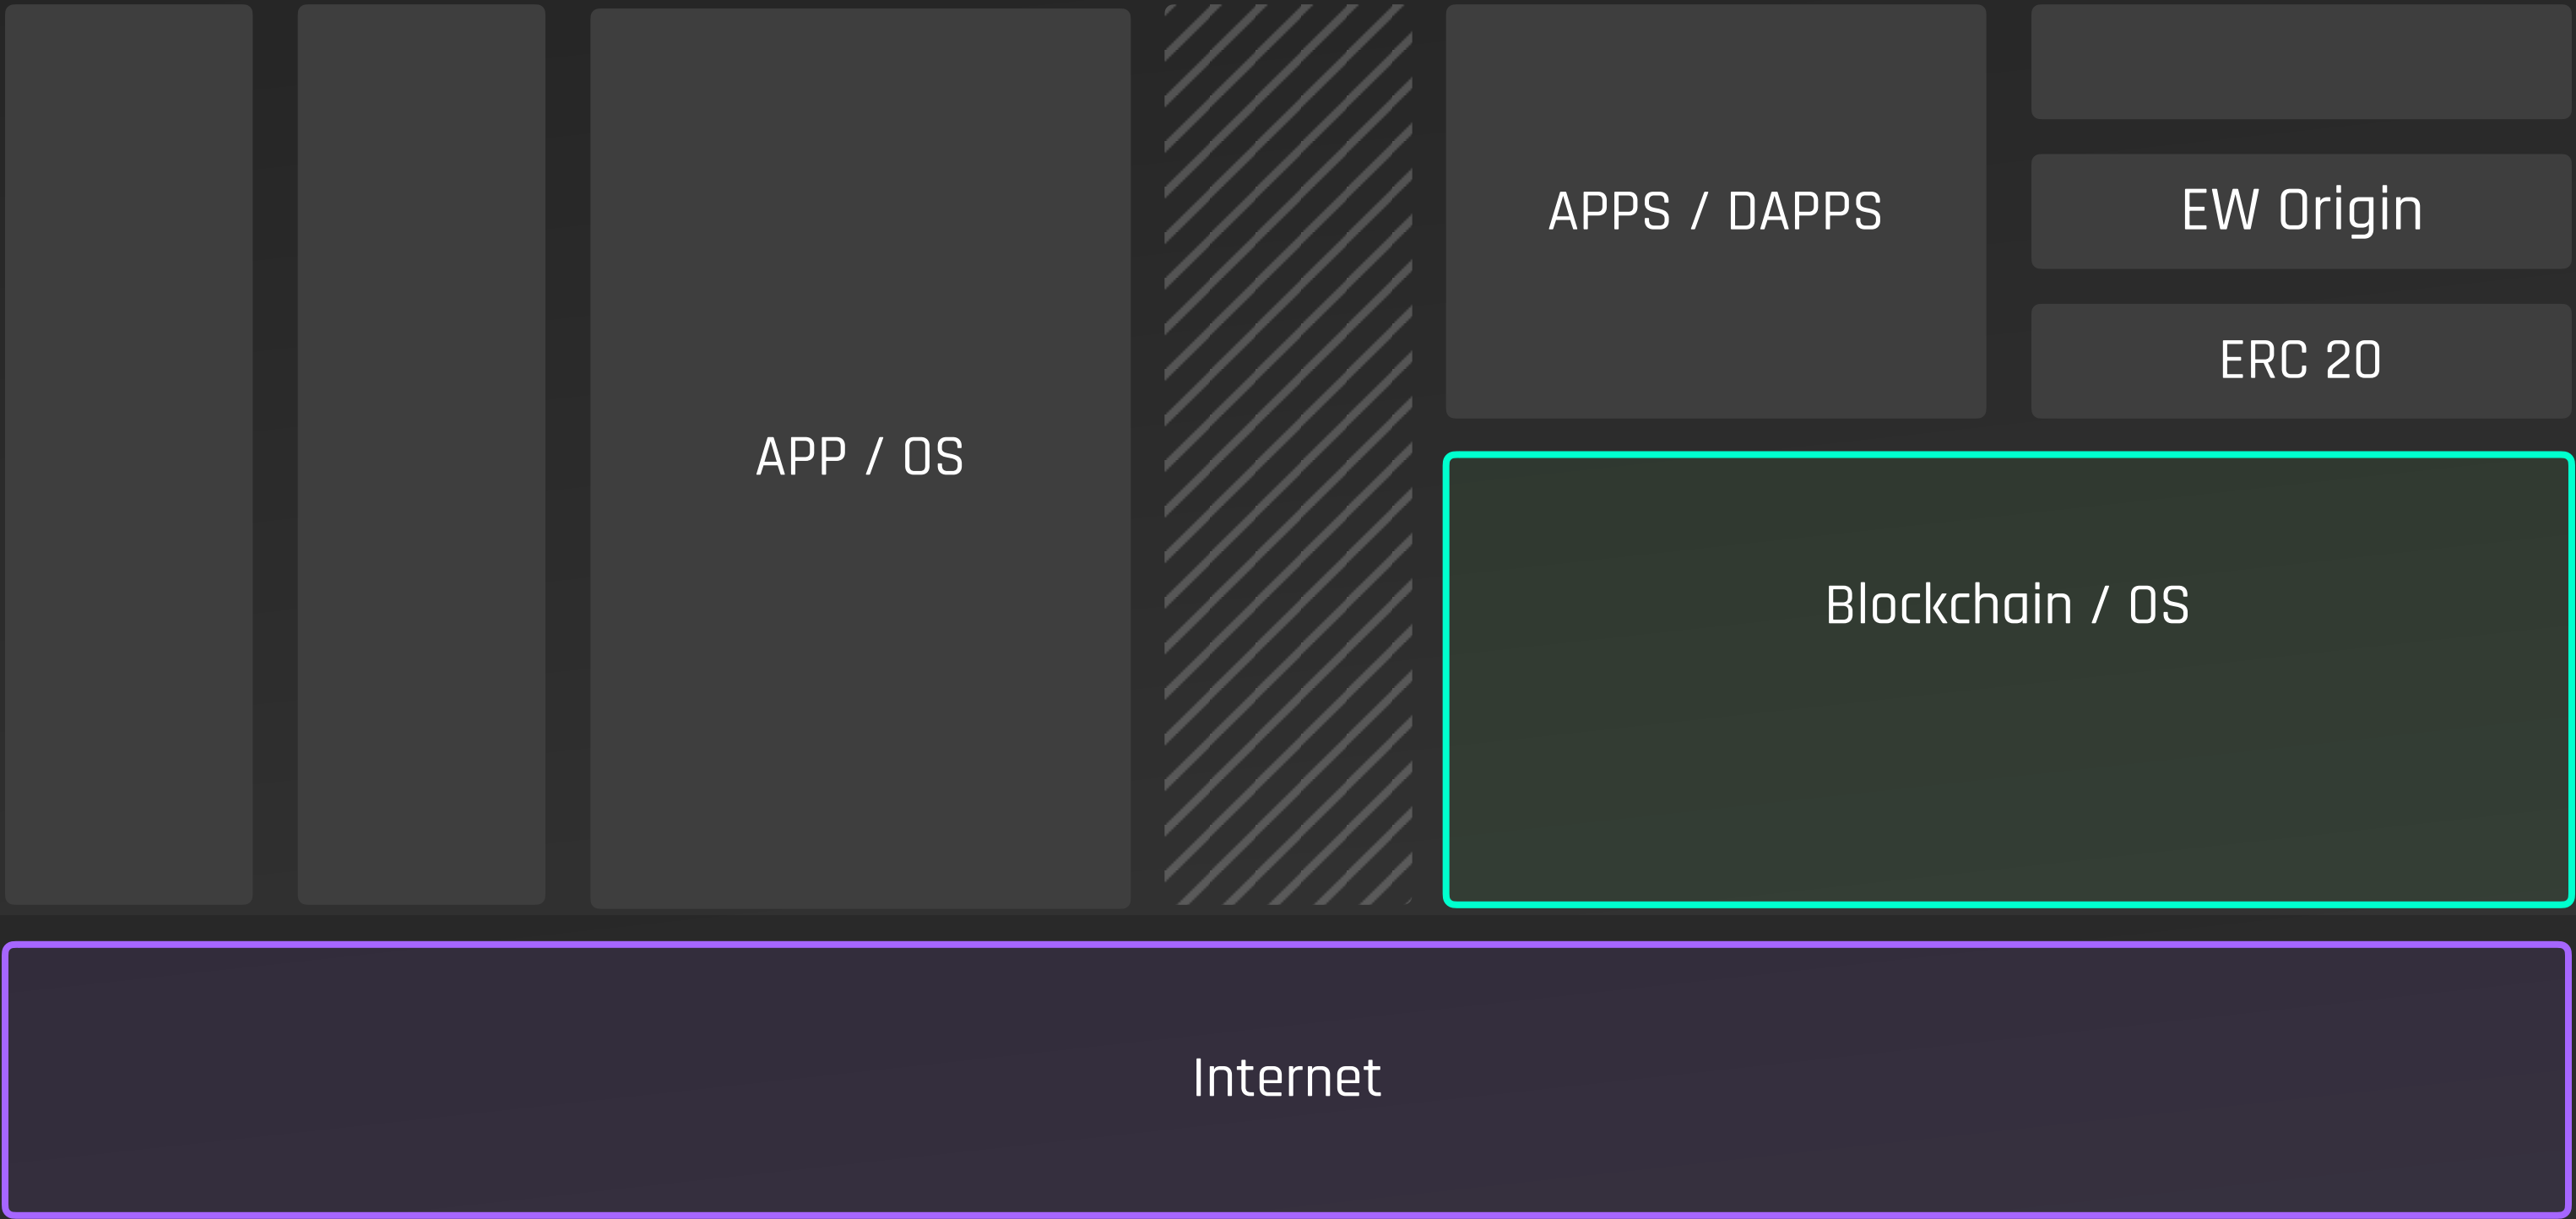 APPS / DAPPS
EW Origin
ERC 20
APP / OS
Blockchain / OS
Internet